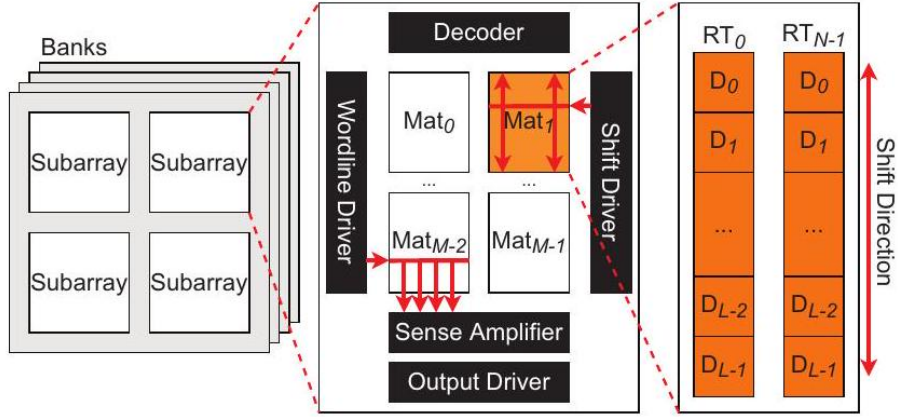 Banks
Subarray Subarray
Subarray Subarray
Decoder
Wordline Driver
Mat0 Mat1
... ...
MatM-2 MatM-1
Shift Driver
Sense Amplifier
Output Driver
RT0 RTN-1
D0 D0
D1 D1
... ...
DL-2 DL-2
DL-1 DL-1
Shift Direction